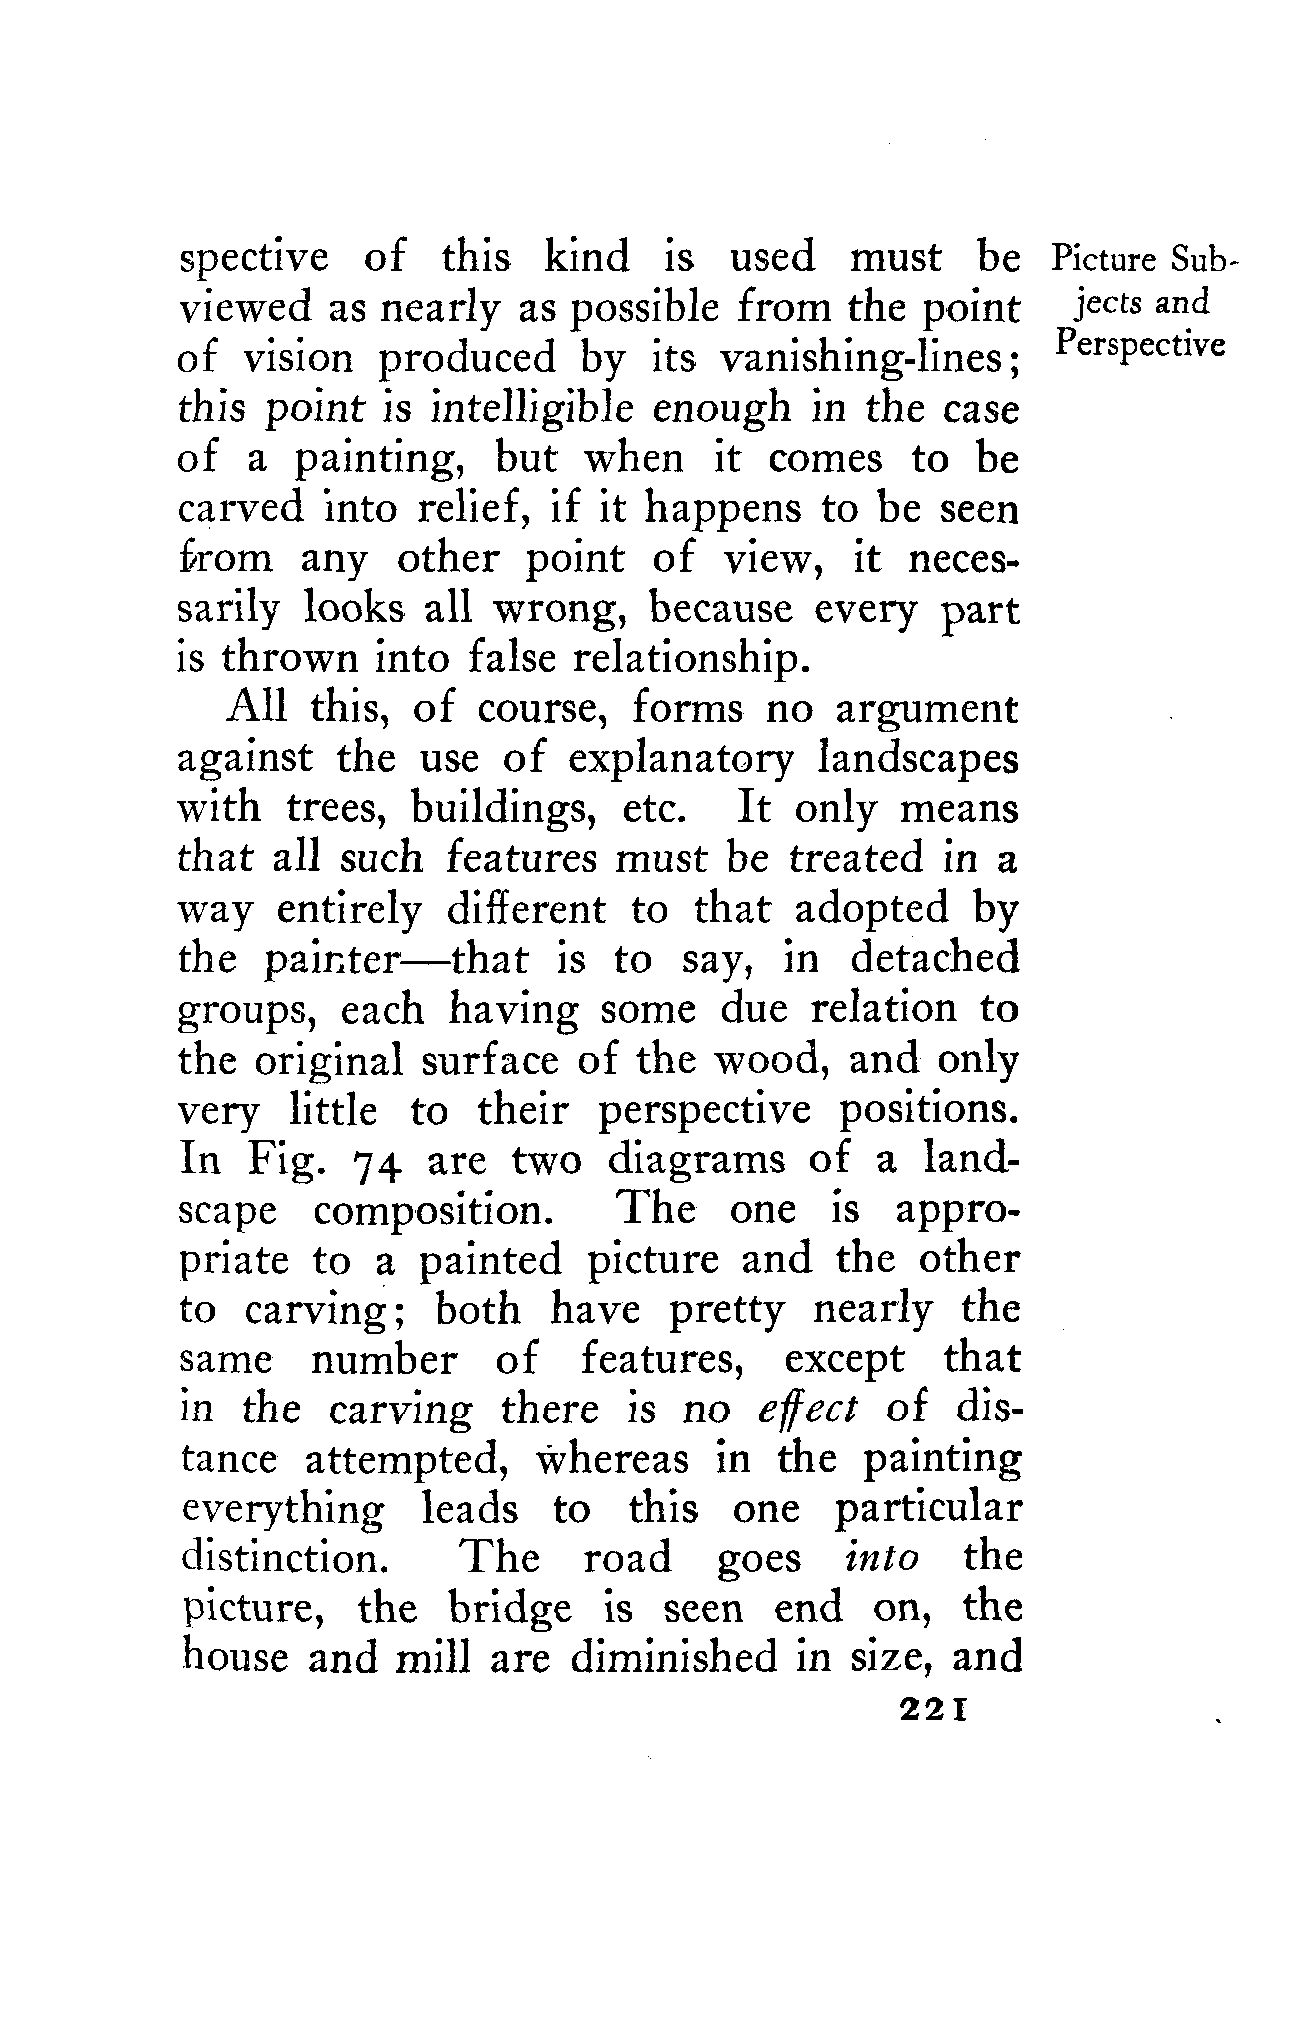 spective of this kind is used must be
viewed as nearly as possible from the point
of vision produced by its vanishing-lines;
this point is intelligible enough in the case
of a painting, but when it comes to be
carved into relief, if it happens to be seen
from any other point of view, it neces-
sarily looks all wrong, because every part
is thrown into false relationship.
All this, of course, forms no argument
against the use of explanatory landscapes
with trees, buildings, etc. It only means
that all such features must be treated in a
way entirely different to that adopted by
the painter—that is to say, in detached
groups, each having some due relation to
the original surface of the wood, and only
very little to their perspective positions.
In Fig. 74 are two diagrams of a land-
scape composition. The one is appro-
priate to a painted picture and the other
to carving; both have pretty nearly the
same number of features, except that
in the carving there is no effect of dis-
tance attempted, whereas in the painting
everything leads to this one particular
distinction. The road goes into the
picture, the bridge is seen end on, the
house and mill are diminished in size, and
221
Picture Sub-
jects and
Perspective